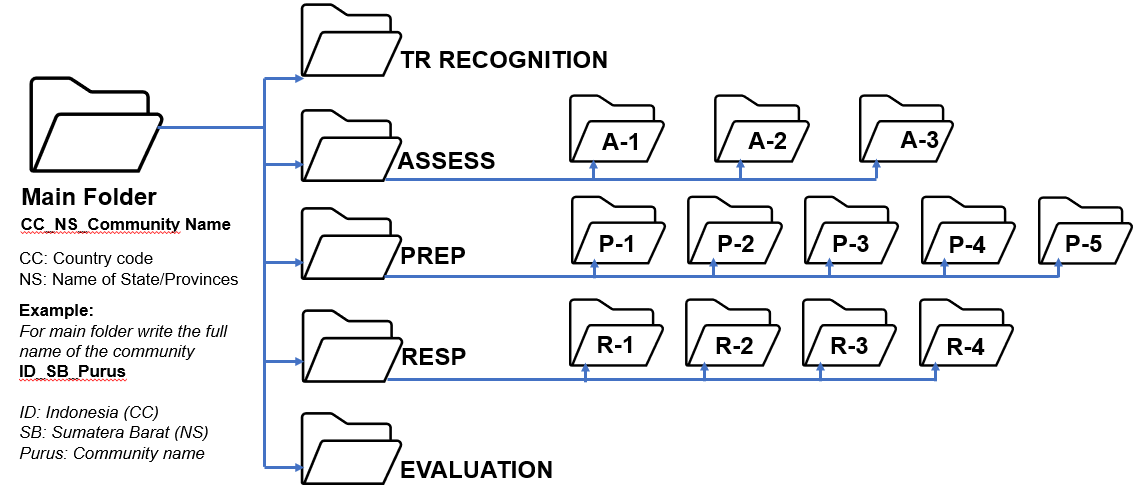 TR RECOGNITION
ASSESS
A-1
A-2
A-3
Main Folder
CC_NS_Community Name
CC: Country code
NS: Name of State/Provinces
Example:
For main folder write the full
name of the community
ID_SB_Purus
ID: Indonesia (CC)
SB: Sumatera Barat (NS)
Purus: Community name
PREP
P-1
P-2
P-3
P-4
P-5
RESP
R-1
R-2
R-3
R-4
EVALUATION